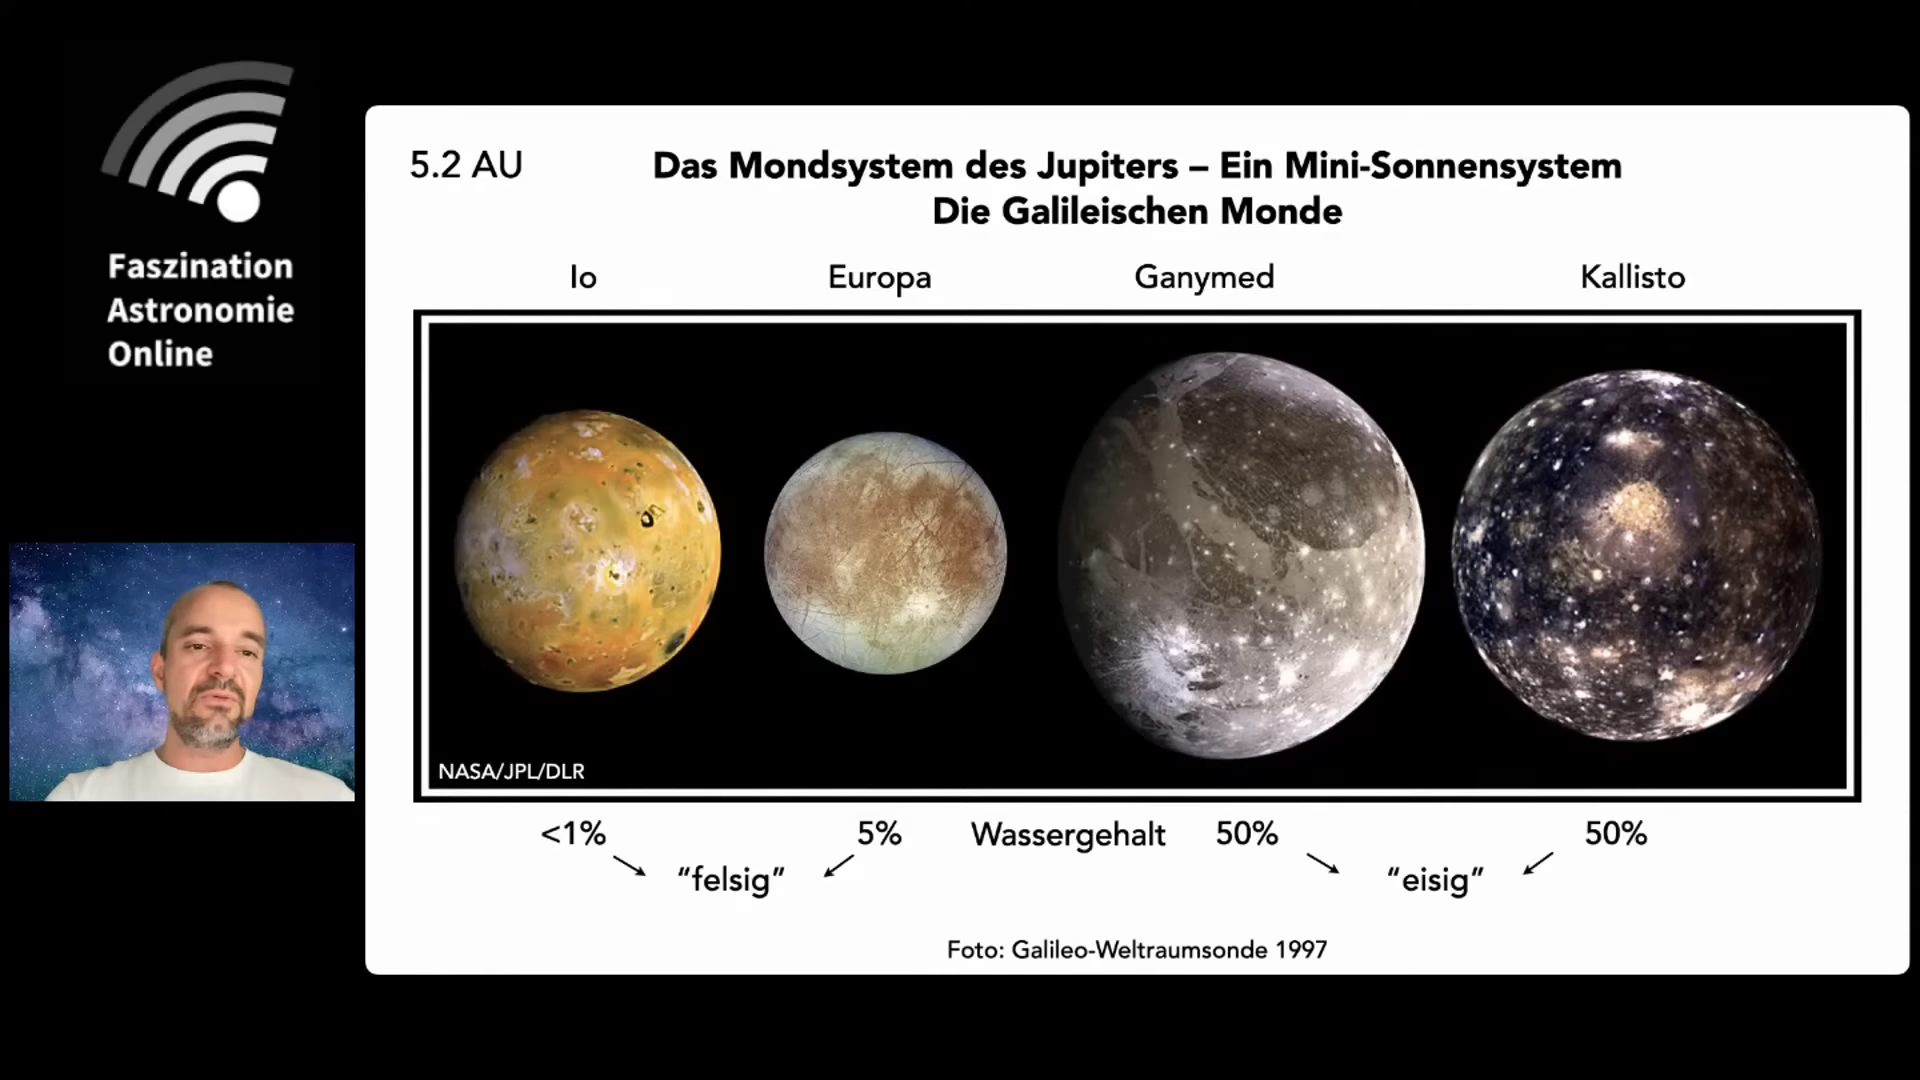 Faszination
Astronomie
Online
5.2 AU
Das Mondsystem des Jupiters – Ein Mini-Sonnensystem
Die Galileischen Monde
Io Europa Ganymed Kallisto
NASA/JPL/DLR
<1% 5% Wassergehalt 50% 50%
“felsig” “eisig”
Foto: Galileo-Weltraumsonde 1997